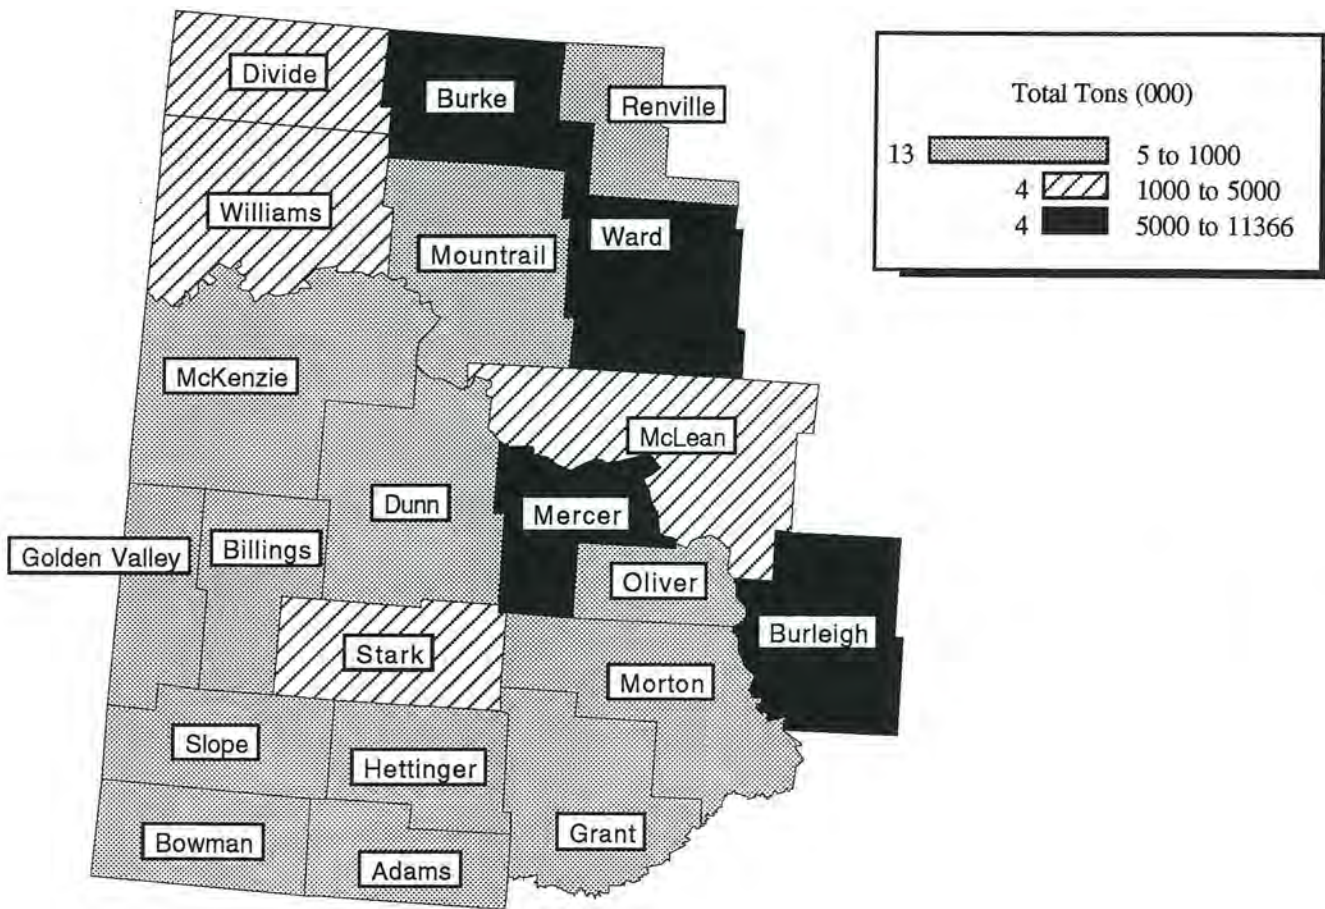 Divide
Burke
Renville
Williams
Mountrail
Ward
McKenzie
McLean
Dunn
Mercer
Golden Valley
Billings
Oliver
Stark
Burleigh
Morton
Slope
Hettinger
Bowman
Adams
Grant
Total Tons (000)
13 5 to 1000
4 1000 to 5000
4 5000 to 11366